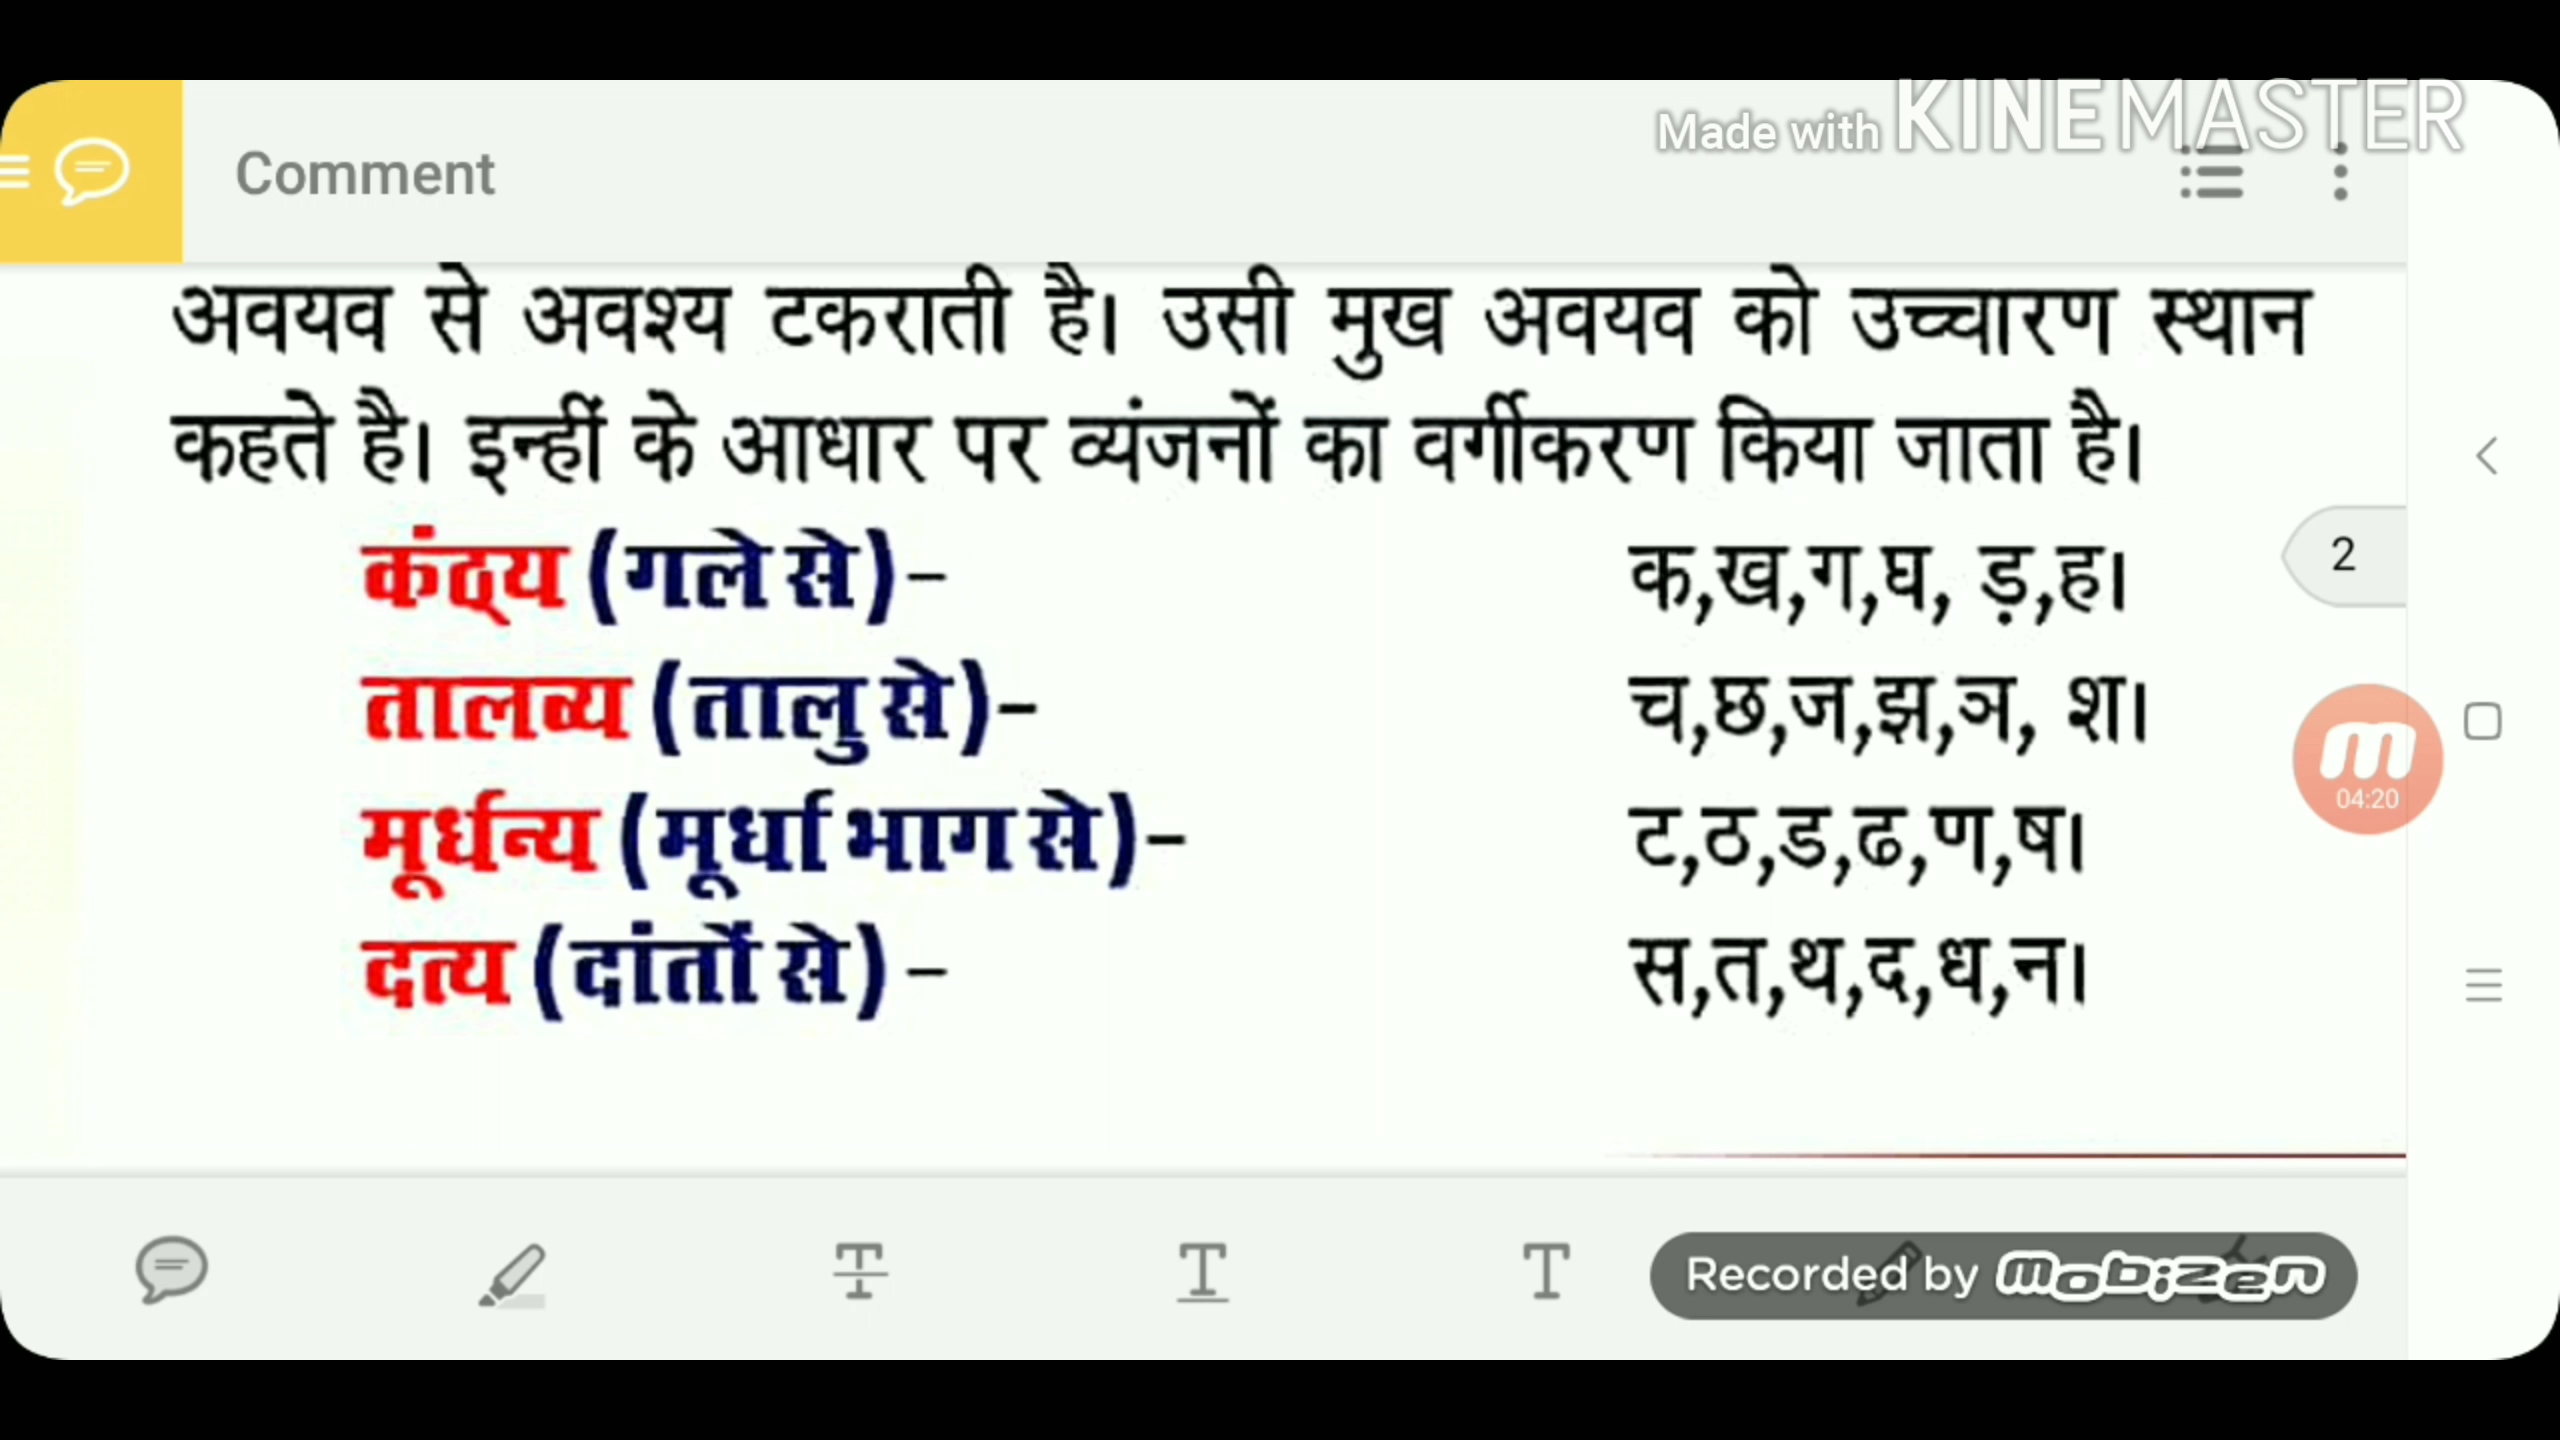 Made with KINEMASTER
Comment
अवयव से अवश्य टकराती है। उसी मुख अवयव को उच्चारण स्थान
कहते है। इन्हीं के आधार पर व्यंजनों का वर्गीकरण किया जाता है।
कंठ्य (गले से)– क,ख,ग,घ, ड़,ह।
2
तालव्य (तालु से)– च,छ,ज,झ,ञ, श।
04:20
मूर्धन्य (मूर्धा भाग से)– ट,ठ,ड,ढ,ण,ष।
दत्य (दांतों से) – स,त,थ,द,ध,न।
Recorded by mobizen